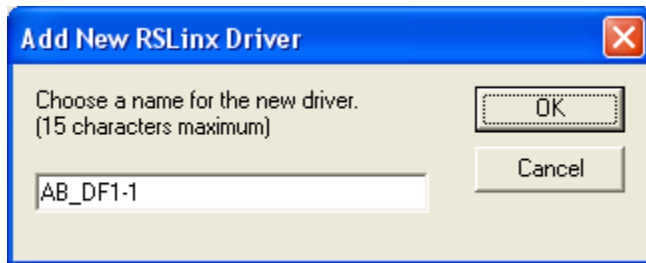 Add New RSLinx Driver
Choose a name for the new driver.
(15 characters maximum)
OK
Cancel
AB_DF1-1